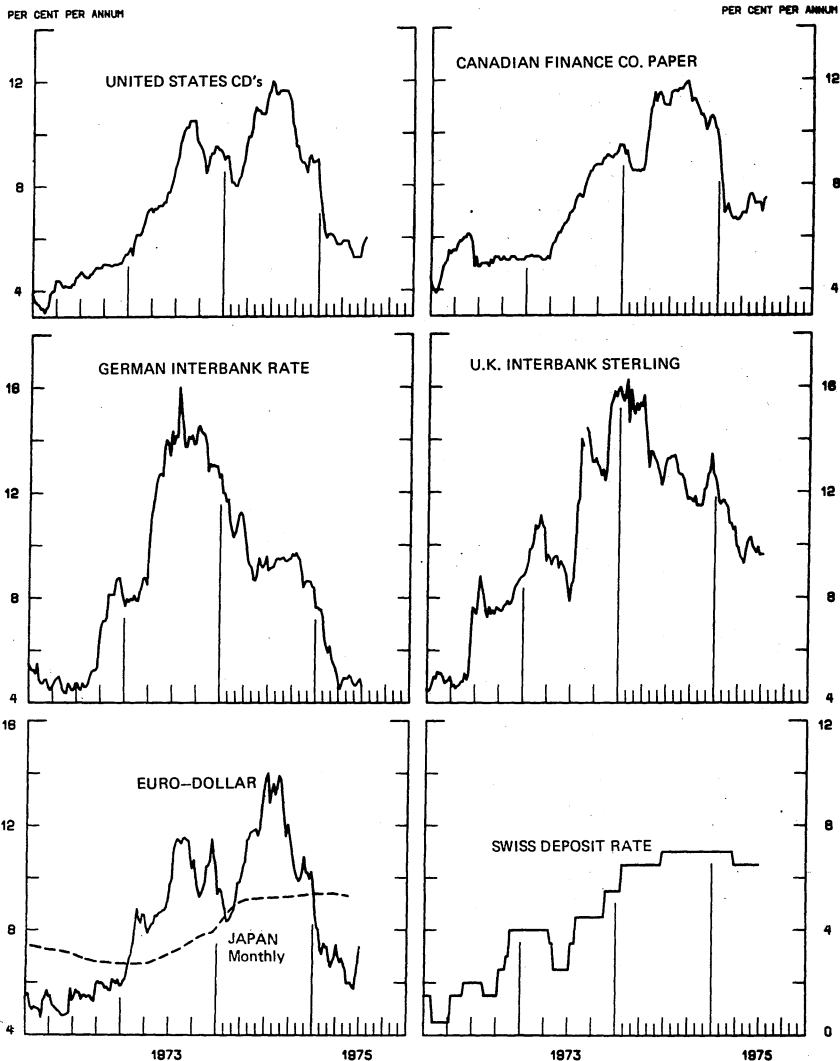 PER CENT PER ANNUM
PER CENT PER ANNUM
UNITED STATES CD's
12
8
4
CANADIAN FINANCE CO. PAPER
12
8
4
GERMAN INTERBANK RATE
16
12
8
4
U.K. INTERBANK STERLING
16
12
8
4
EURO-DOLLAR
16
12
8
4
JAPAN
Monthly
1973
1975
SWISS DEPOSIT RATE
12
8
4
0
1973
1975